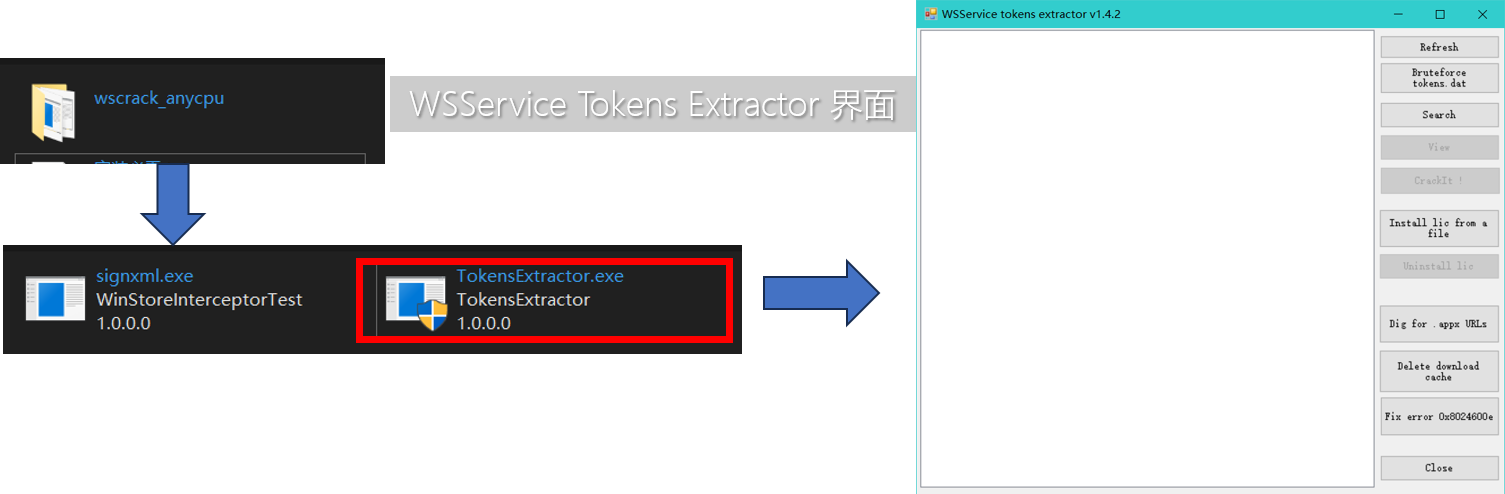 wscrack_anycpu
WSService Tokens Extractor 界面
signxml.exe
WinStoreInterceptorTest
1.0.0.0
TokensExtractor.exe
TokensExtractor
1.0.0.0
WSService tokens extractor v1.4.2
Refresh
Bruteforce
tokens.dat
Search
View
CrackIt !
Install lic from a
file
Uninstall lic
Dig for .appx URLs
Delete download
cache
Fix error 0x8024600e
Close